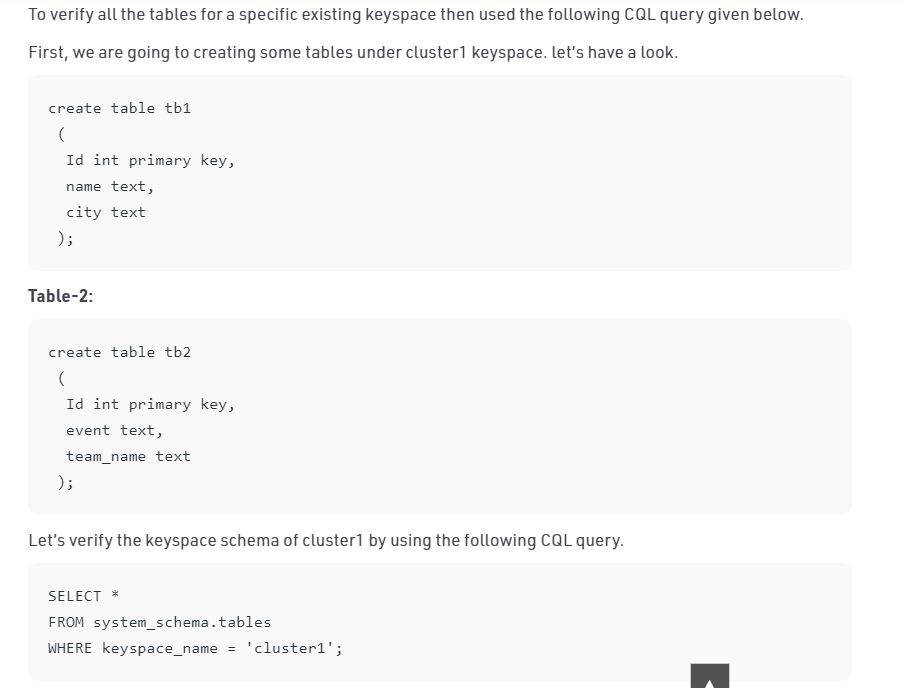 To verify all the tables for a specific existing keyspace then used the following CQL query given below.
First, we are going to creating some tables under cluster1 keyspace. let's have a look.
create table tb1
(
Id int primary key,
name text,
city text
);
Table-2:
create table tb2
(
Id int primary key,
event text,
team_name text
);
Let's verify the keyspace schema of cluster1 by using the following CQL query.
SELECT *
FROM system_schema.tables
WHERE keyspace_name = 'cluster1';